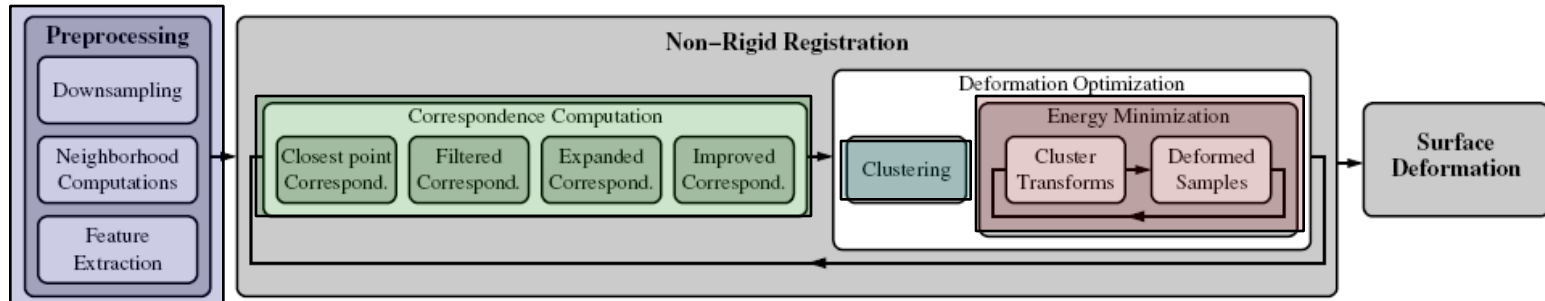 Preprocessing
Downsampling
Neighborhood
Computations
Feature
Extraction
Non-Rigid Registration
Correspondence Computation
Closest point
Correspond.
Filtered
Correspond.
Expanded
Correspond.
Improved
Correspond.
Deformation Optimization
Clustering
Energy Minimization
Cluster
Transforms
Deformed
Samples
Surface
Deformation